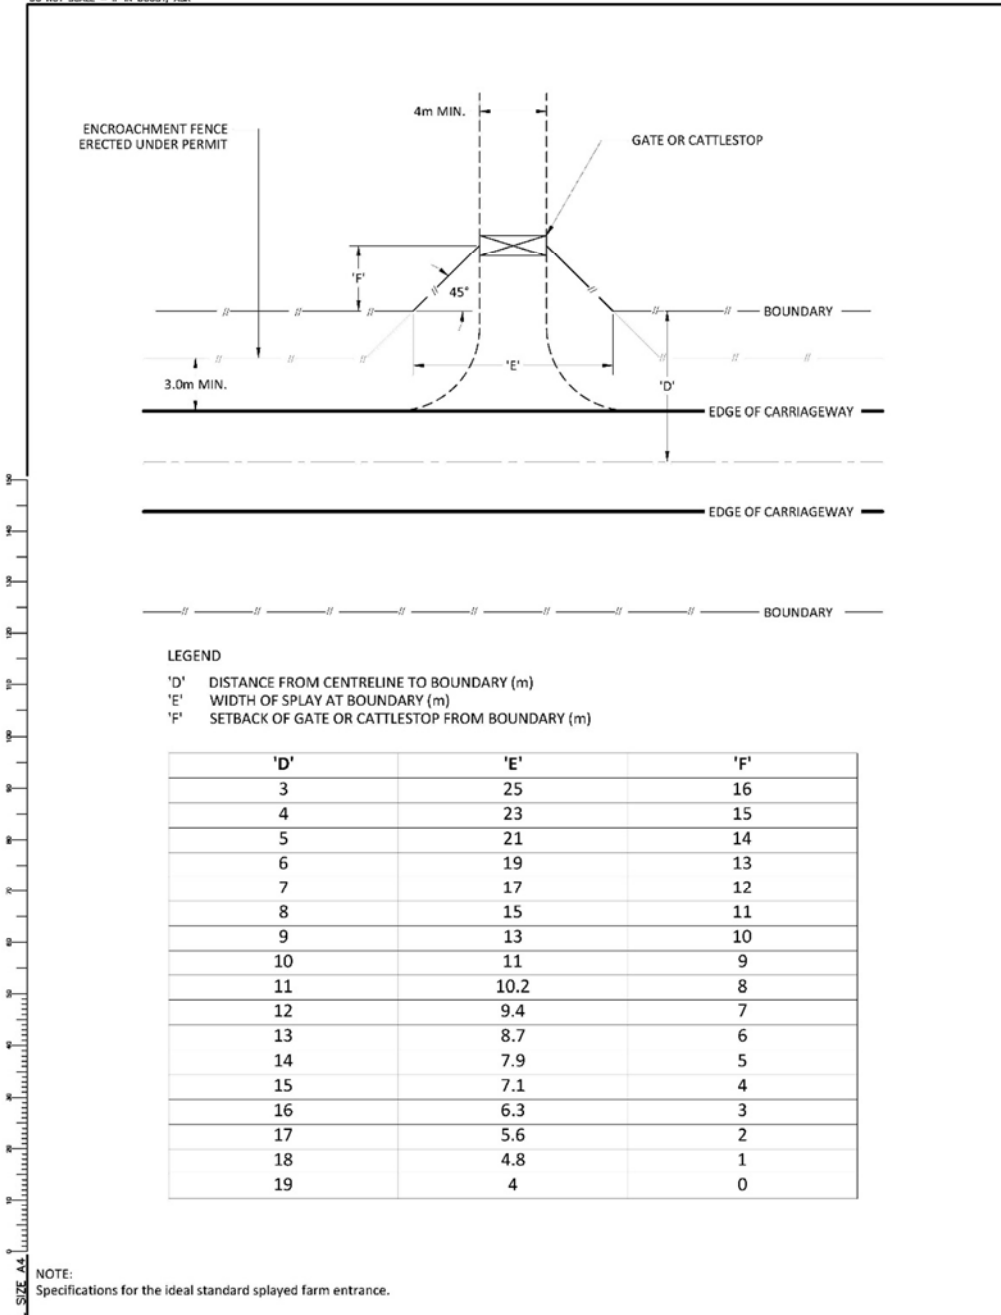 4m MIN.
ENCROACHMENT FENCE
ERECTED UNDER PERMIT
GATE OR CATTLESTOP
'F'
45°
BOUNDARY
'E'
3.0m MIN.
'D'
EDGE OF CARRIAGEWAY
EDGE OF CARRIAGEWAY
BOUNDARY
LEGEND
'D' DISTANCE FROM CENTRELINE TO BOUNDARY (m)
'E' WIDTH OF SPLAY AT BOUNDARY (m)
'F' SETBACK OF GATE OR CATTLESTOP FROM BOUNDARY (m)
'D' 'E' 'F'
3 25 16
4 23 15
5 21 14
6 19 13
7 17 12
8 15 11
9 13 10
10 11 9
11 10.2 8
12 9.4 7
13 8.7 6
14 7.9 5
15 7.1 4
16 6.3 3
17 5.6 2
18 4.8 1
19 4 0
SIZE A4
NOTE:
Specifications for the ideal standard splayed farm entrance.